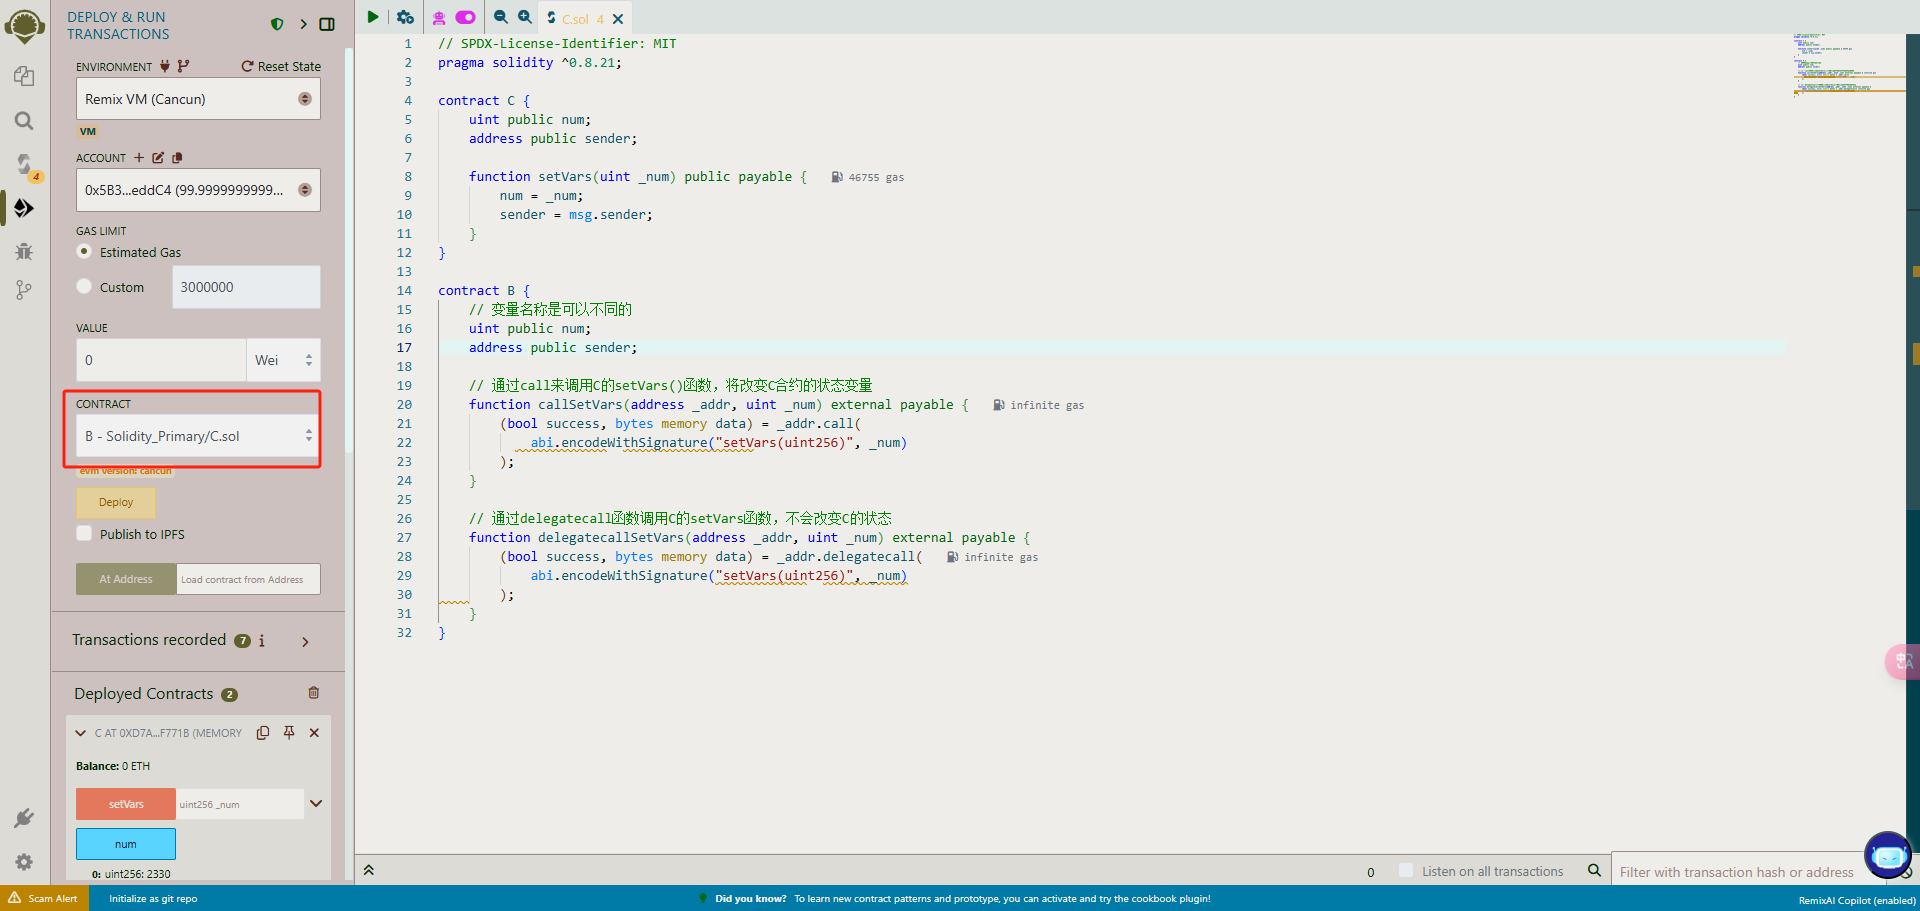 DEPLOY & RUN
TRANSACTIONS
ENVIRONMENT
Reset State
Remix VM (Cancun)
VM
ACCOUNT
0x5B3...eddC4 (99.9999999999...
GAS LIMIT
Estimated Gas
Custom
3000000
VALUE
0
Wei
CONTRACT
B - Solidity_Primary/C.sol
evm version: cancun
Deploy
Publish to IPFS
At Address
Load contract from Address
Transactions recorded 7 i
Deployed Contracts 2
C AT 0XD7A...F771B (MEMORY
Balance: 0 ETH
setVars
uint256 _num
num
0: uint256: 2330
4
C.sol 4
1 // SPDX-License-Identifier: MIT
2 pragma solidity ^0.8.21;
3
4 contract C {
5 uint public num;
6 address public sender;
7
8 function setVars(uint _num) public payable { 46755 gas
9 num = _num;
10 sender = msg.sender;
11 }
12 }
13
14 contract B {
15 // 变量名称是可以不同的
16 uint public num;
17 address public sender;
18
19 // 通过call来调用C的setVars()函数，将改变C合约的状态变量
20 function callSetVars(address _addr, uint _num) external payable { infinite gas
21 (bool success, bytes memory data) = _addr.call(
22 abi.encodeWithSignature("setVars(uint256)", _num)
23 );
24 }
25
26 // 通过delegatecall函数调用C的setVars函数，不会改变C的状态
27 function delegatecallSetVars(address _addr, uint _num) external payable {
28 (bool success, bytes memory data) = _addr.delegatecall( infinite gas
29 abi.encodeWithSignature("setVars(uint256)", _num)
30 );
31 }
32 }
0
Listen on all transactions
Filter with transaction hash or address
Scam Alert
Initialize as git repo
Did you know? To learn new contract patterns and prototype, you can activate and try the cookbook plugin!
RemixAI Copilot (enabled)